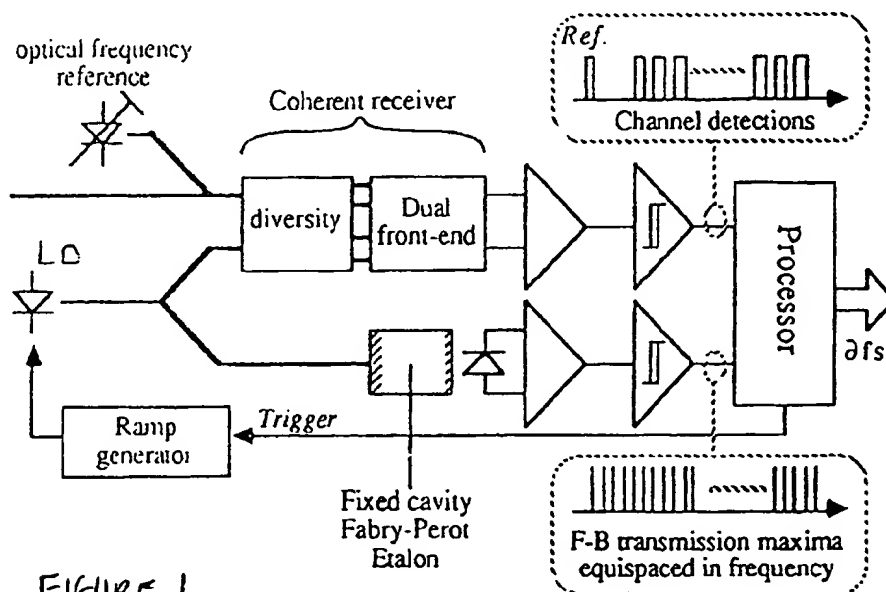 optical frequency
reference
Coherent receiver
Ref.
Channel detections
diversity
Dual
front-end
LD
Processor
∂fs
Ramp
generator
Trigger
Fixed cavity
Fabry-Perot
Etalon
F-B transmission maxima
equispaced in frequency
FIGURE 1